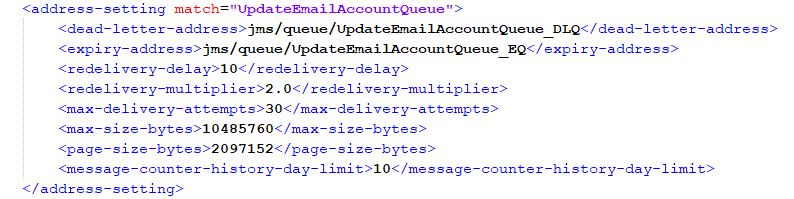 <address-setting match="UpdateEmailAccountQueue">
<dead-letter-address>jms/queue/UpdateEmailAccountQueue_DLQ</dead-letter-address>
<expiry-address>jms/queue/UpdateEmailAccountQueue_EQ</expiry-address>
<redelivery-delay>10</redelivery-delay>
<redelivery-multiplier>2.0</redelivery-multiplier>
<max-delivery-attempts>30</max-delivery-attempts>
<max-size-bytes>10485760</max-size-bytes>
<page-size-bytes>2097152</page-size-bytes>
<message-counter-history-day-limit>10</message-counter-history-day-limit>
</address-setting>